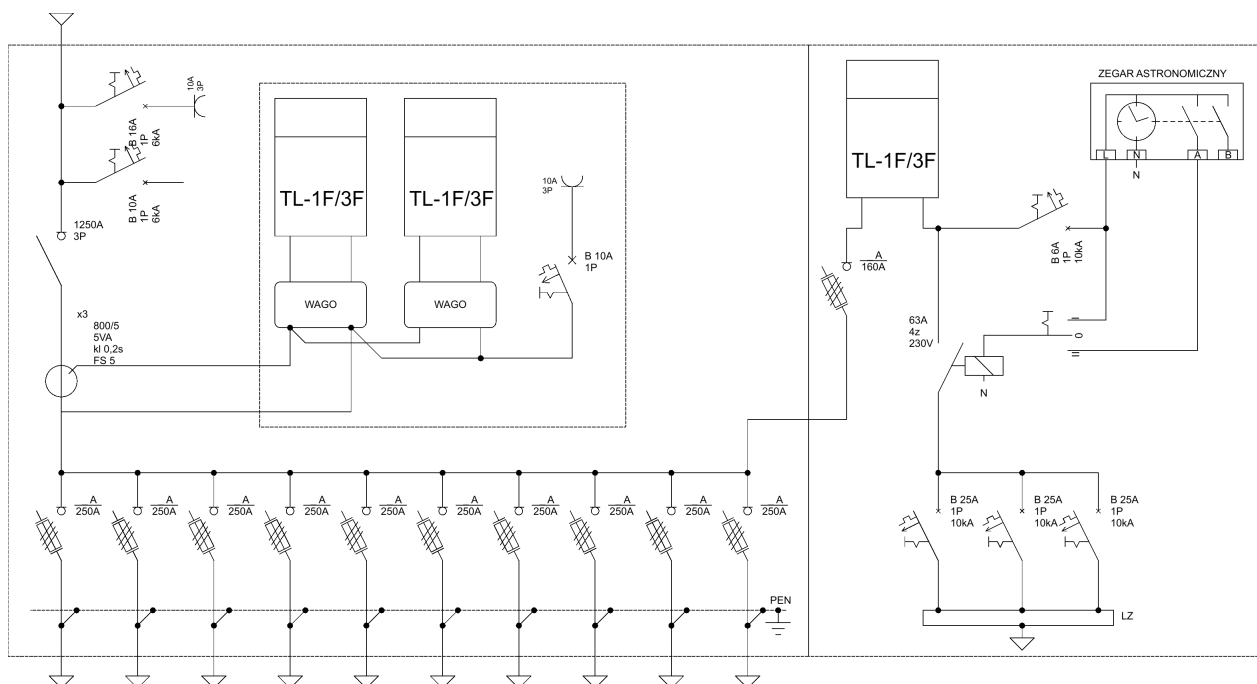 10A
3P
B 16A
1P
6kA
B 10A
1P
6kA
1250A
3P
x3
800/5
5VA
kl 0,2s
FS 5
TL-1F/3F
TL-1F/3F
WAGO
WAGO
10A
3P
B 10A
1P
TL-1F/3F
A
160A
ZEGAR ASTRONOMICZNY
L
N
A
B
N
B 6A
1P
10kA
63A
4z
230V
I
0
II
N
A
250A
A
250A
A
250A
A
250A
A
250A
A
250A
A
250A
A
250A
A
250A
A
250A
PEN
B 25A
1P
10kA
B 25A
1P
10kA
B 25A
1P
10kA
LZ